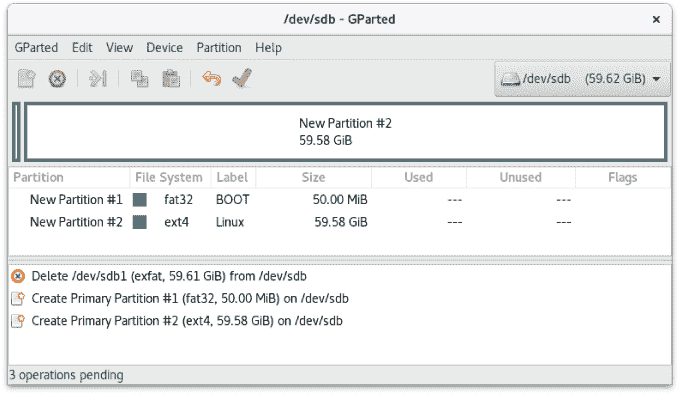 /dev/sdb - GParted ×
GParted Edit View Device Partition Help
/dev/sdb (59.62 GiB)
New Partition #2
59.58 GiB
Partition File System Label Size Used Unused Flags
New Partition #1 fat32 BOOT 50.00 MiB --- ---
New Partition #2 ext4 Linux 59.58 GiB --- ---
Delete /dev/sdb1 (exfat, 59.61 GiB) from /dev/sdb
Create Primary Partition #1 (fat32, 50.00 MiB) on /dev/sdb
Create Primary Partition #2 (ext4, 59.58 GiB) on /dev/sdb
3 operations pending